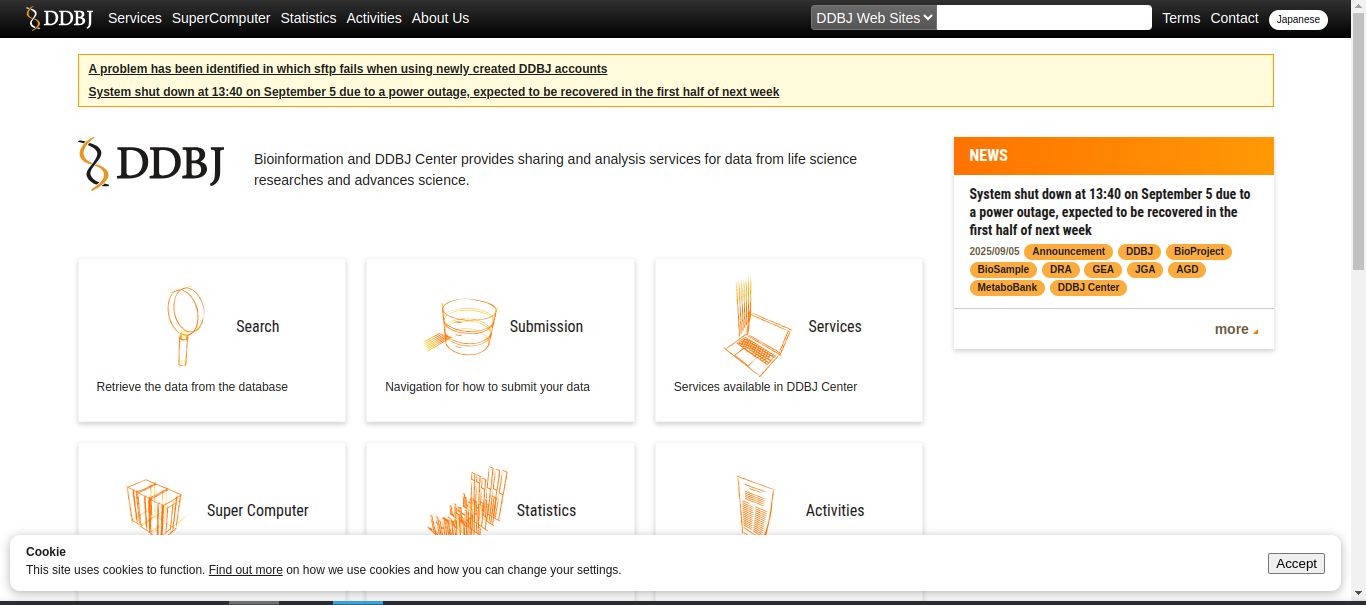 DDBJ Services SuperComputer Statistics Activities About Us DDBJ Web Sites Terms Contact Japanese
A problem has been identified in which sftp fails when using newly created DDBJ accounts
System shut down at 13:40 on September 5 due to a power outage, expected to be recovered in the first half of next week
DDBJ
Bioinformation and DDBJ Center provides sharing and analysis services for data from life science
researches and advances science.
NEWS
System shut down at 13:40 on September 5 due to
a power outage, expected to be recovered in the
first half of next week
2025/09/05 Announcement DDBJ BioProject
BioSample DRA GEA JGA AGD
MetaboBank DDBJ Center
more
Search
Retrieve the data from the database
Submission
Navigation for how to submit your data
Services
Services available in DDBJ Center
Super Computer
Statistics
Activities
Cookie
This site uses cookies to function. Find out more on how we use cookies and how you can change your settings.
Accept